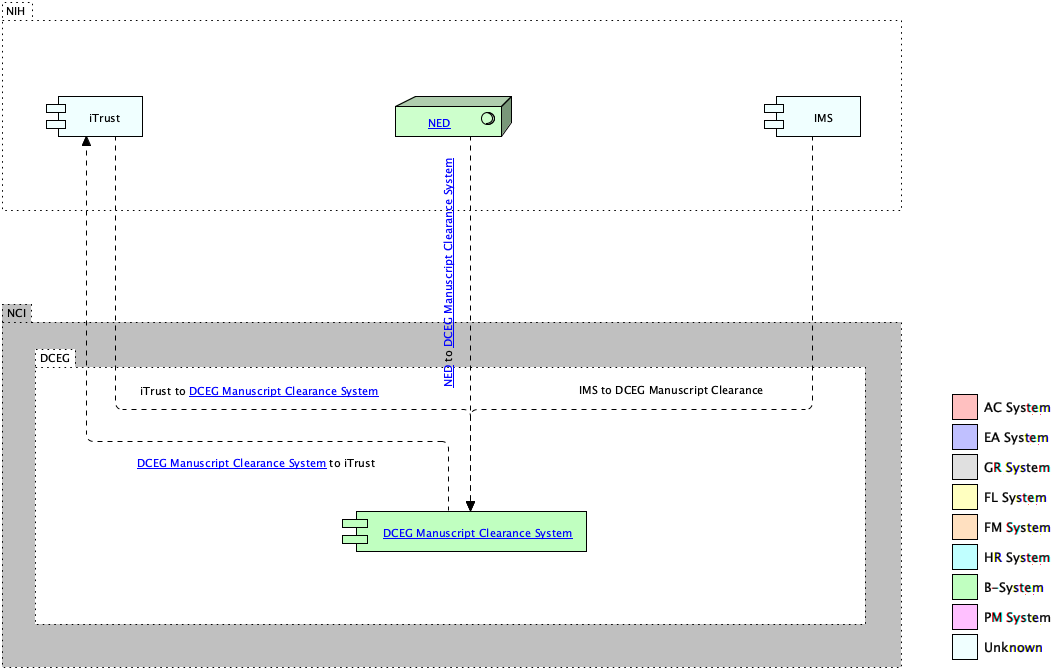 NIH
iTrust
NED
IMS
NED to DCEG Manuscript Clearance System
NCI
DCEG
iTrust to DCEG Manuscript Clearance System
IMS to DCEG Manuscript Clearance
DCEG Manuscript Clearance System to iTrust
DCEG Manuscript Clearance System
AC System
EA System
GR System
FL System
FM System
HR System
B-System
PM System
Unknown